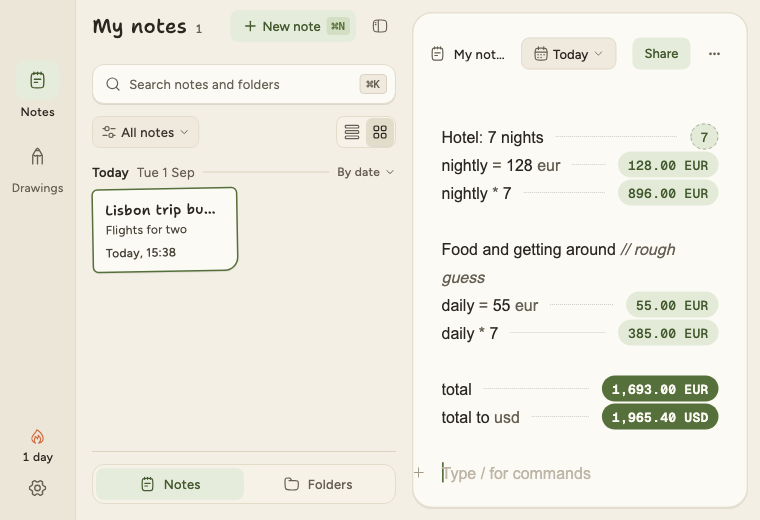 Notes
Drawings
1 day
My notes 1
New note ⌘N
Search notes and folders ⌘K
All notes
Today Tue 1 Sep By date
Lisbon trip bu...
Flights for two
Today, 15:38
Notes Folders
My not... Today Share
Hotel: 7 nights 7
nightly = 128 eur 128.00 EUR
nightly * 7 896.00 EUR
Food and getting around // rough
guess
daily = 55 eur 55.00 EUR
daily * 7 385.00 EUR
total 1,693.00 EUR
total to usd 1,965.40 USD
Type / for commands